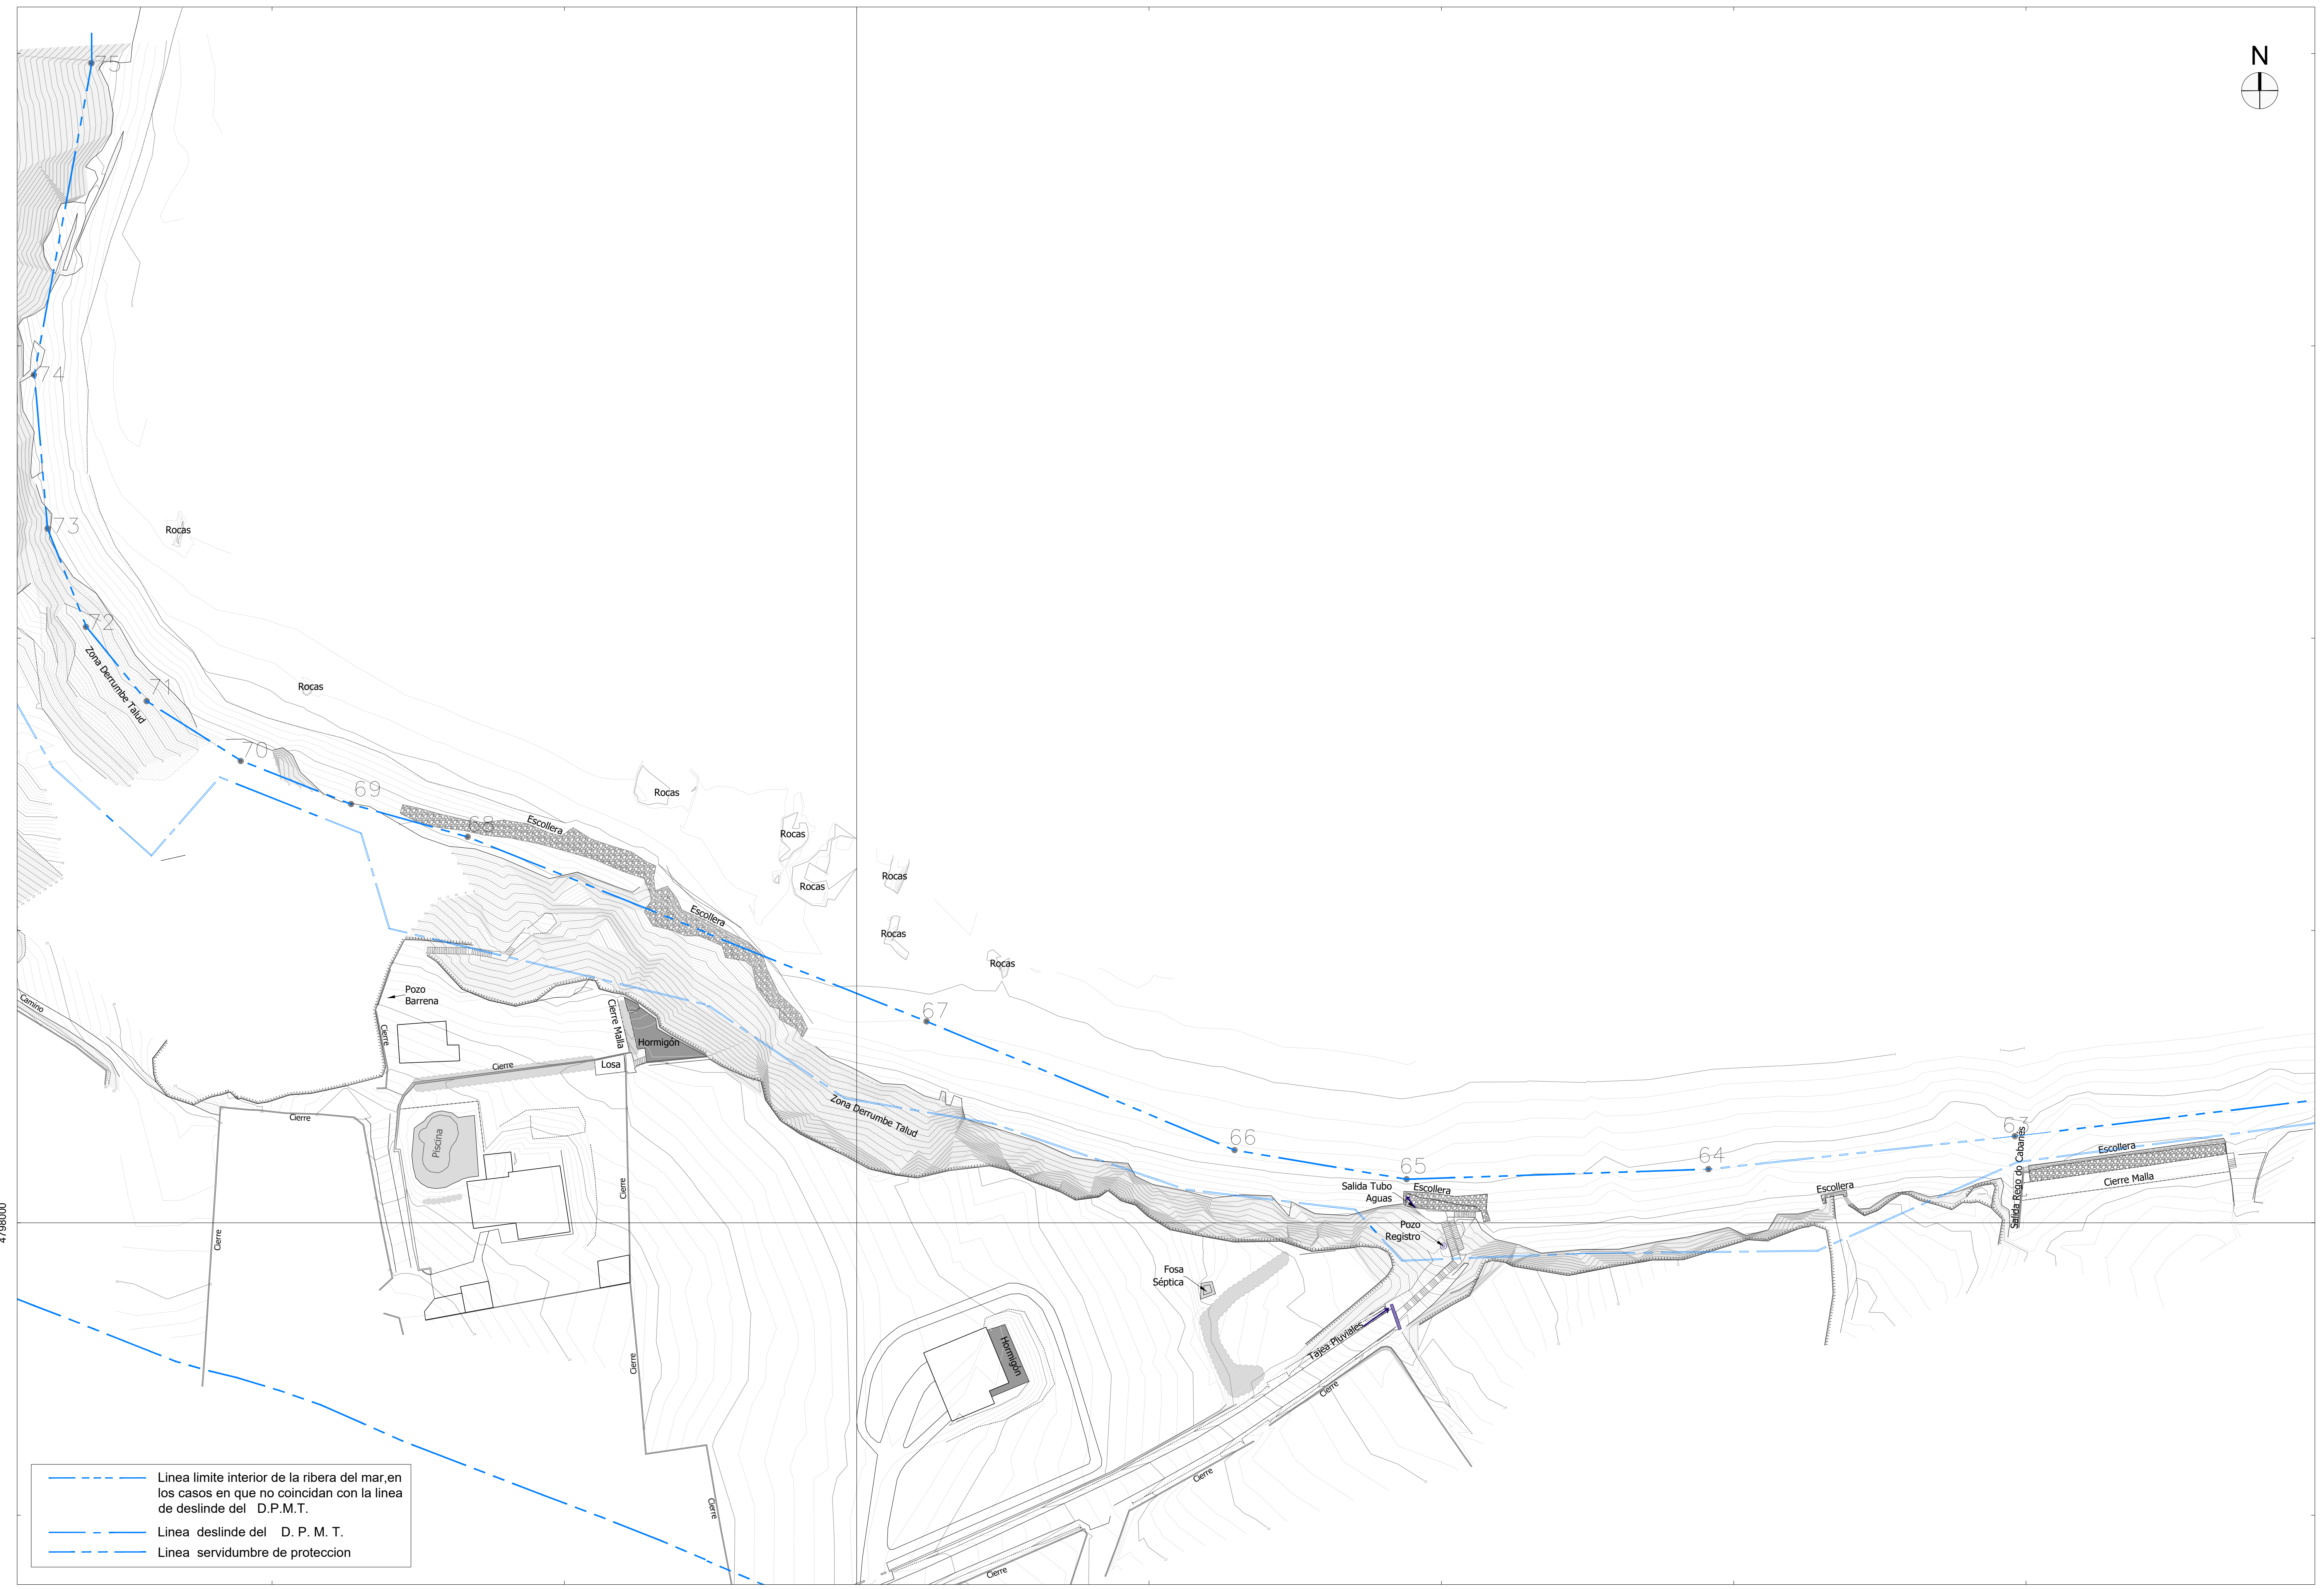 N
75
74
73
Rocas
72
Zona Derrumbe Talud
71
Rocas
70
69
Rocas
68
Escollera
Rocas
Rocas
Rocas
Escollera
Rocas
Rocas
Pozo
Barrena
Camino
Cierre
Cierre Malla
67
Hormigón
Losa
Cierre
Cierre
Zona Derrumbe Talud
Piscina
63
66
65
64
Salida Rego do Cabanes
Escollera
Cierre Malla
Salida Tubo
Aguas
Escollera
Escollera
Cierre
4798000
Pozo
Registro
Cierre
Fosa
Séptica
Tajea Pluviales
Hormigón
Cierre
Cierre
Cierre
Cierre
Cierre
Linea limite interior de la ribera del mar,en
los casos en que no coincidan con la linea
de deslinde del D.P.M.T.
Linea deslinde del D. P. M. T.
Linea servidumbre de proteccion